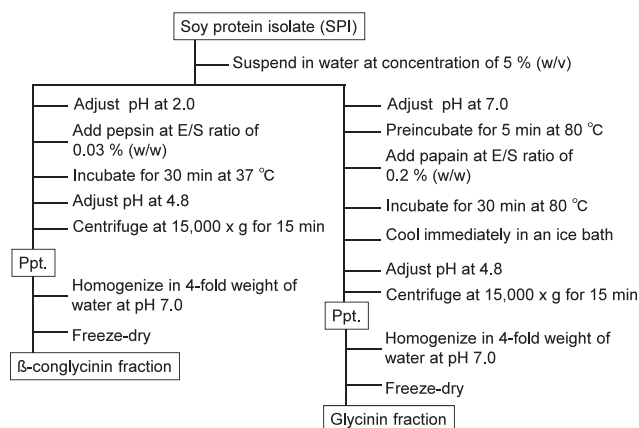 Soy protein isolate (SPI)
Suspend in water at concentration of 5 % (w/v)
Adjust pH at 2.0
Add pepsin at E/S ratio of
0.03 % (w/w)
Incubate for 30 min at 37 ℃
Adjust pH at 4.8
Centrifuge at 15,000 x g for 15 min
Ppt.
Homogenize in 4-fold weight of
water at pH 7.0
Freeze-dry
ß-conglycinin fraction
Adjust pH at 7.0
Preincubate for 5 min at 80 ℃
Add papain at E/S ratio of
0.2 % (w/w)
Incubate for 30 min at 80 ℃
Cool immediately in an ice bath
Adjust pH at 4.8
Centrifuge at 15,000 x g for 15 min
Ppt.
Homogenize in 4-fold weight of
water at pH 7.0
Freeze-dry
Glycinin fraction